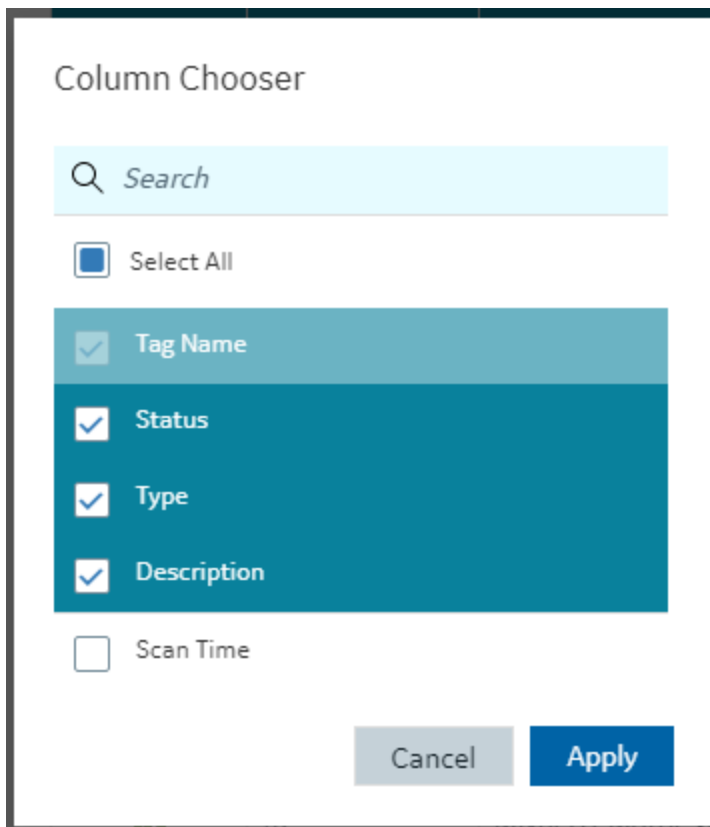 Column Chooser
Search
Select All
Tag Name
Status
Type
Description
Scan Time
Cancel Apply